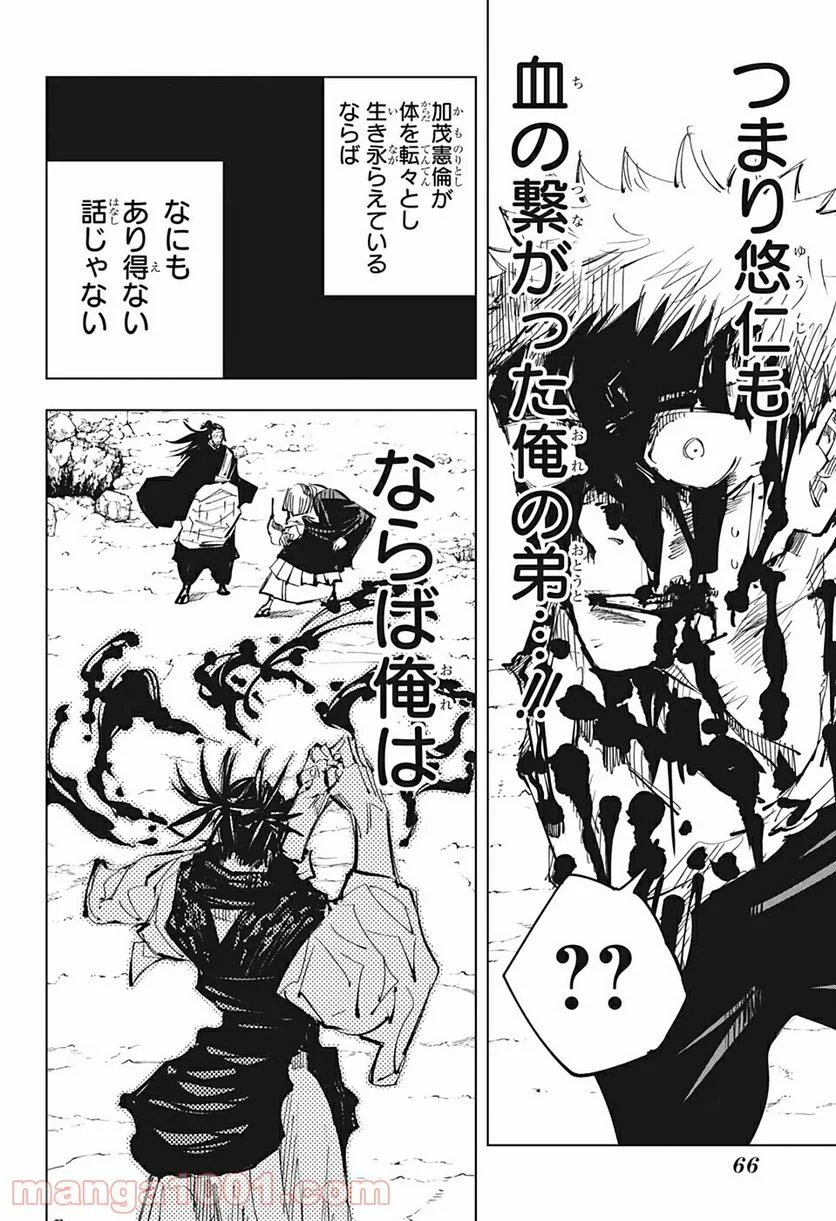 つまり悠仁も
血の繋がった俺の弟…!!
??
加茂憲倫が
体を転々とし
生き永らえている
ならば
なにも
あり得ない
話じゃない
ならば俺は
66
manga1001.com